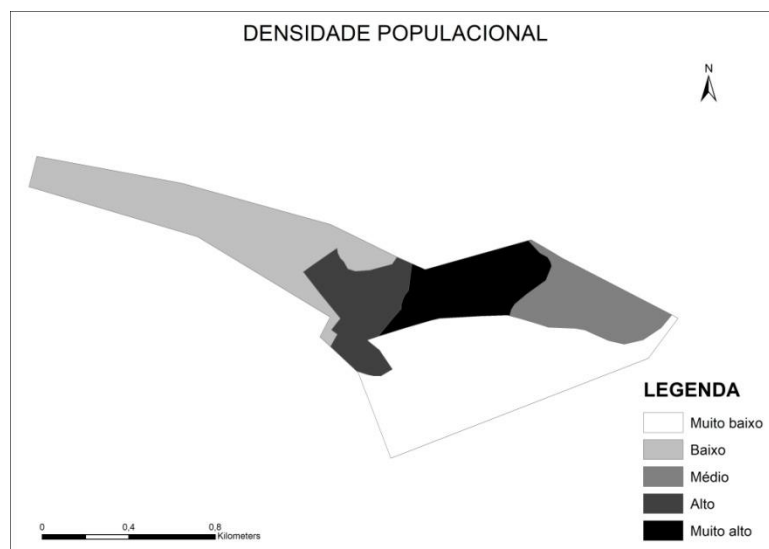 DENSIDADE POPULACIONAL
N
LEGENDA
Muito baixo
Baixo
Médio
Alto
Muito alto
0 0,4 0,8
Kilometers